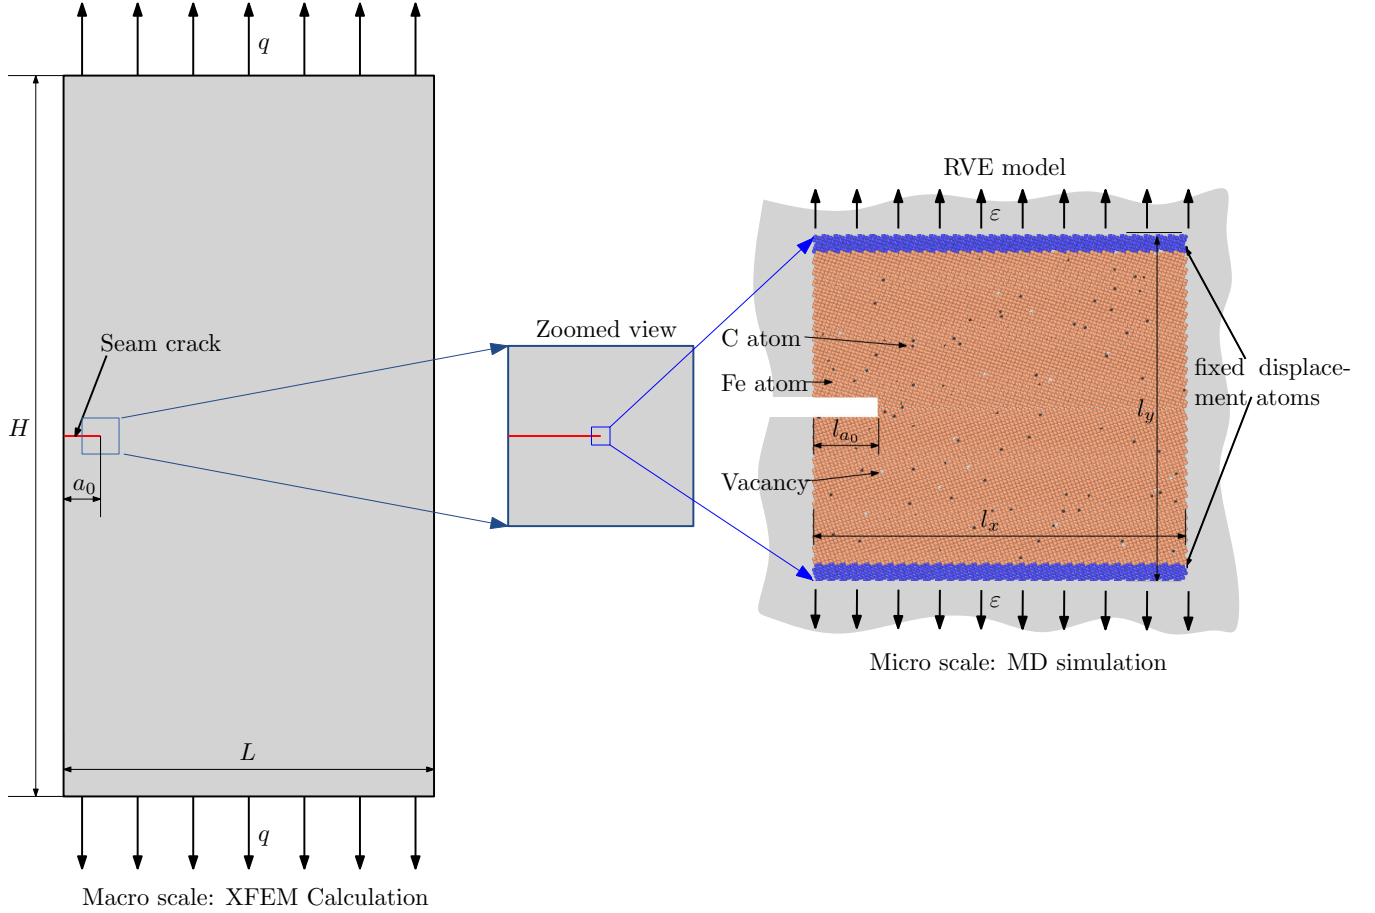 q
RVE model
ε
Seam crack
Zoomed view
C atom
fixed displace-
ment atoms
Fe atom
H
l_y
l_{a_0}
a_0
Vacancy
l_x
ε
Micro scale: MD simulation
L
q
Macro scale: XFEM Calculation